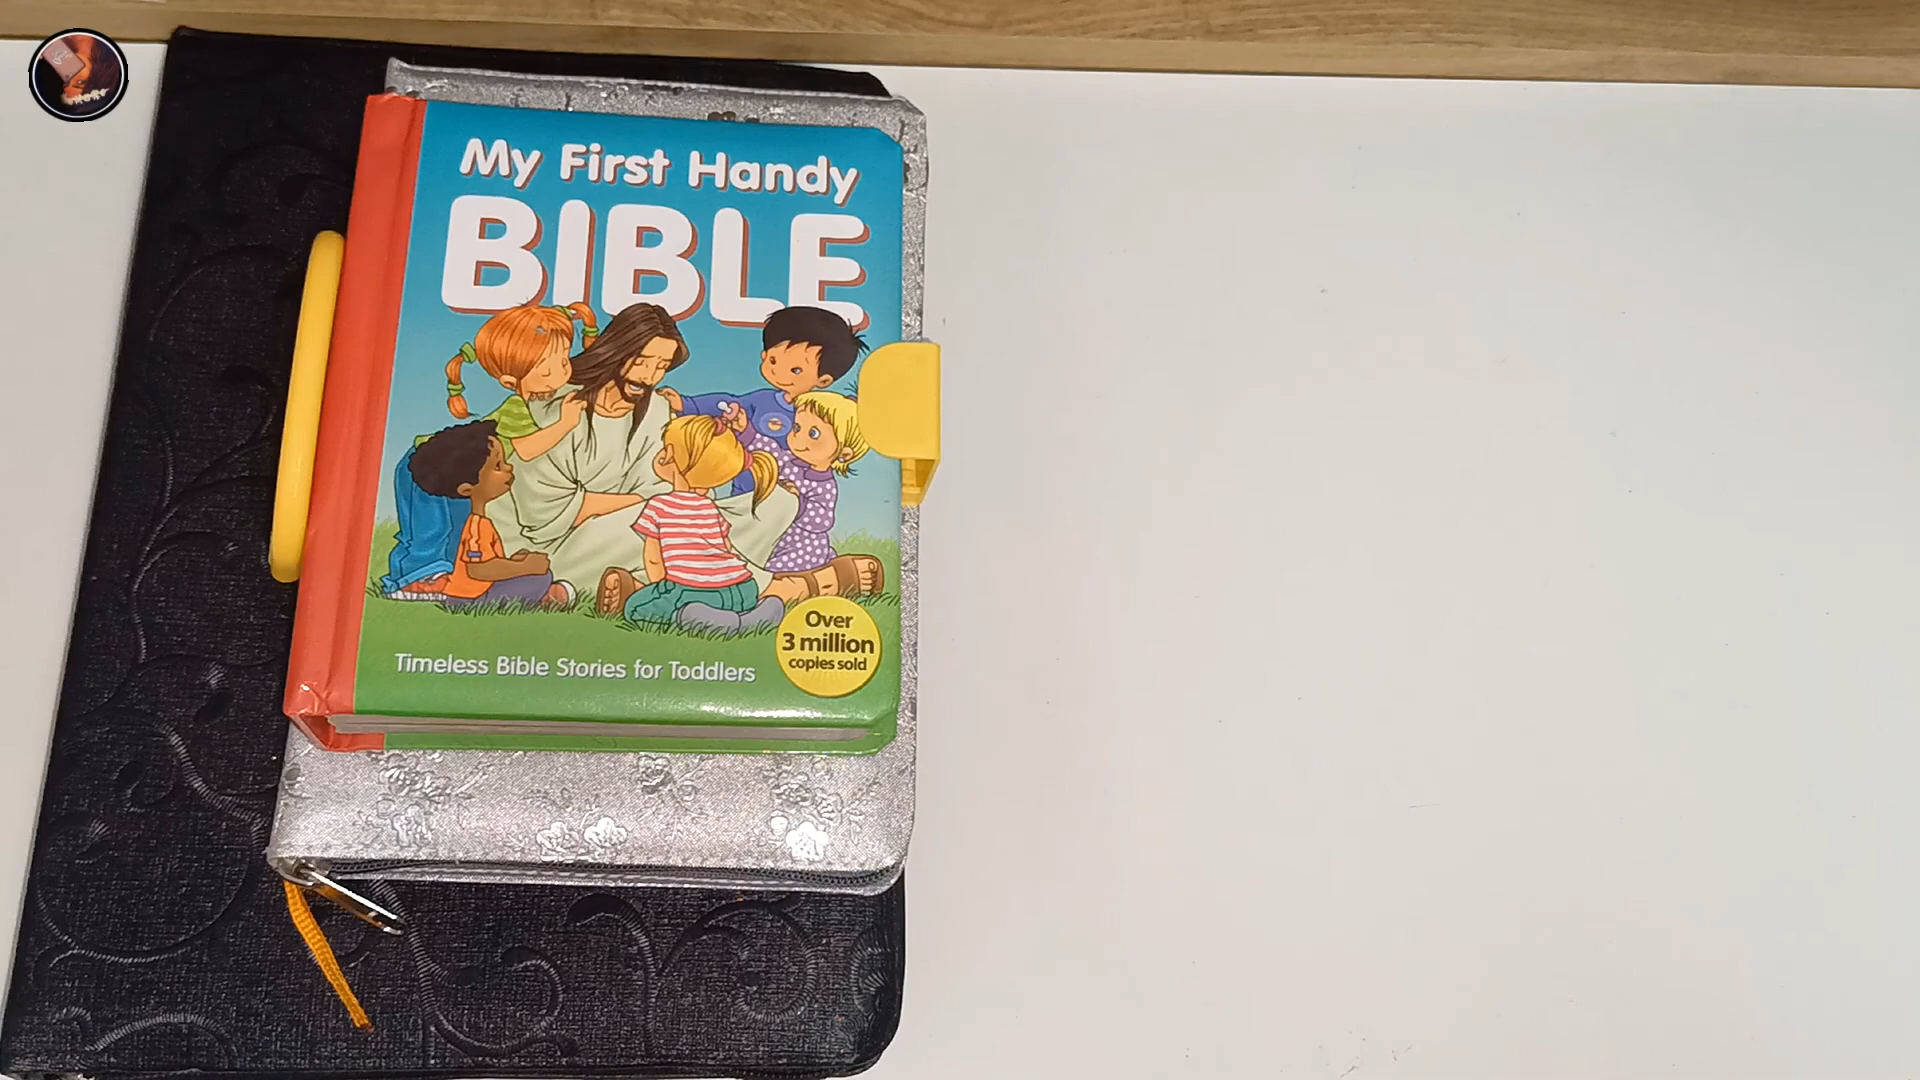 My First Handy
BIBLE
Over
3 million
copies sold
Timeless Bible Stories for Toddlers